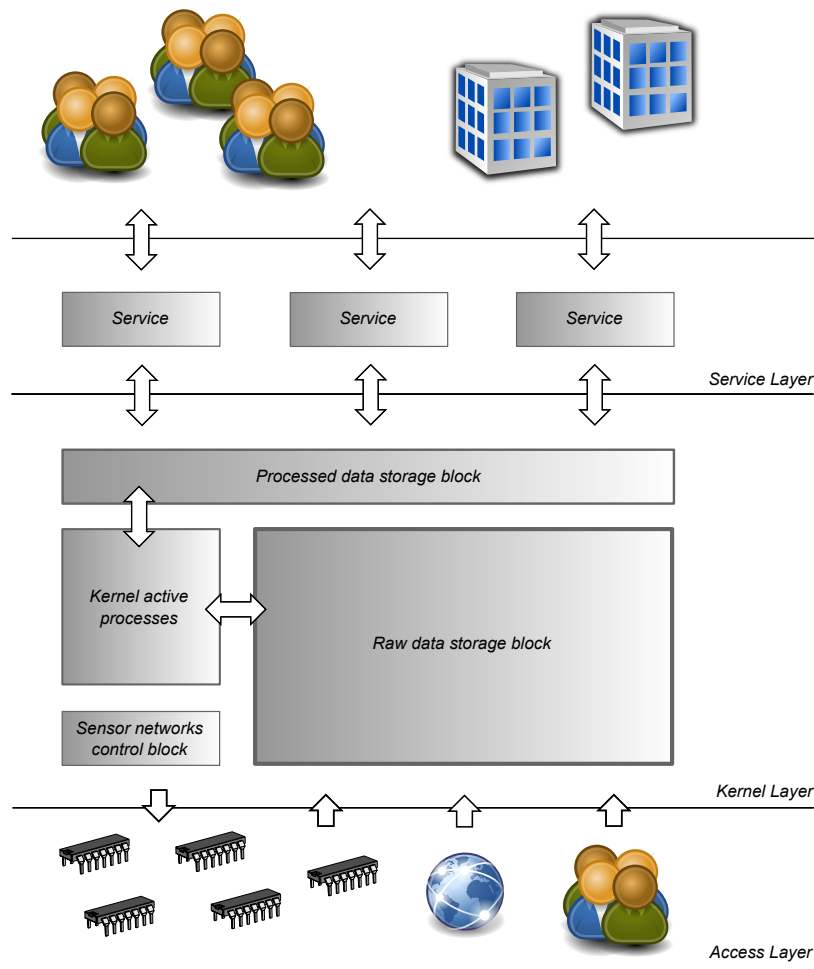 Service
Service
Service
Service Layer
Processed data storage block
Kernel active
processes
Raw data storage block
Sensor networks
control block
Kernel Layer
Access Layer